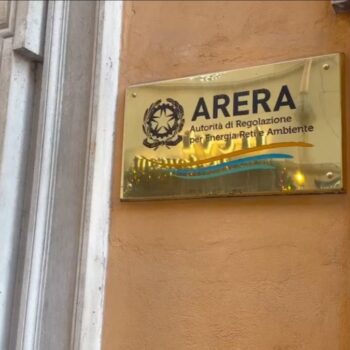 ARERA
Autorità di Regolazione
per Energia Reti e Ambiente